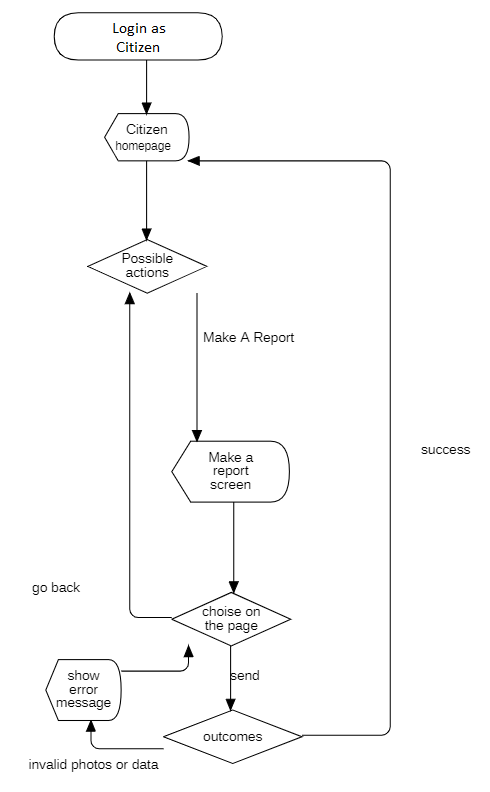 Login as
Citizen
Citizen
homepage
Possible
actions
Make A Report
success
Make a
report
screen
go back
choise on
the page
send
show
error
message
outcomes
invalid photos or data